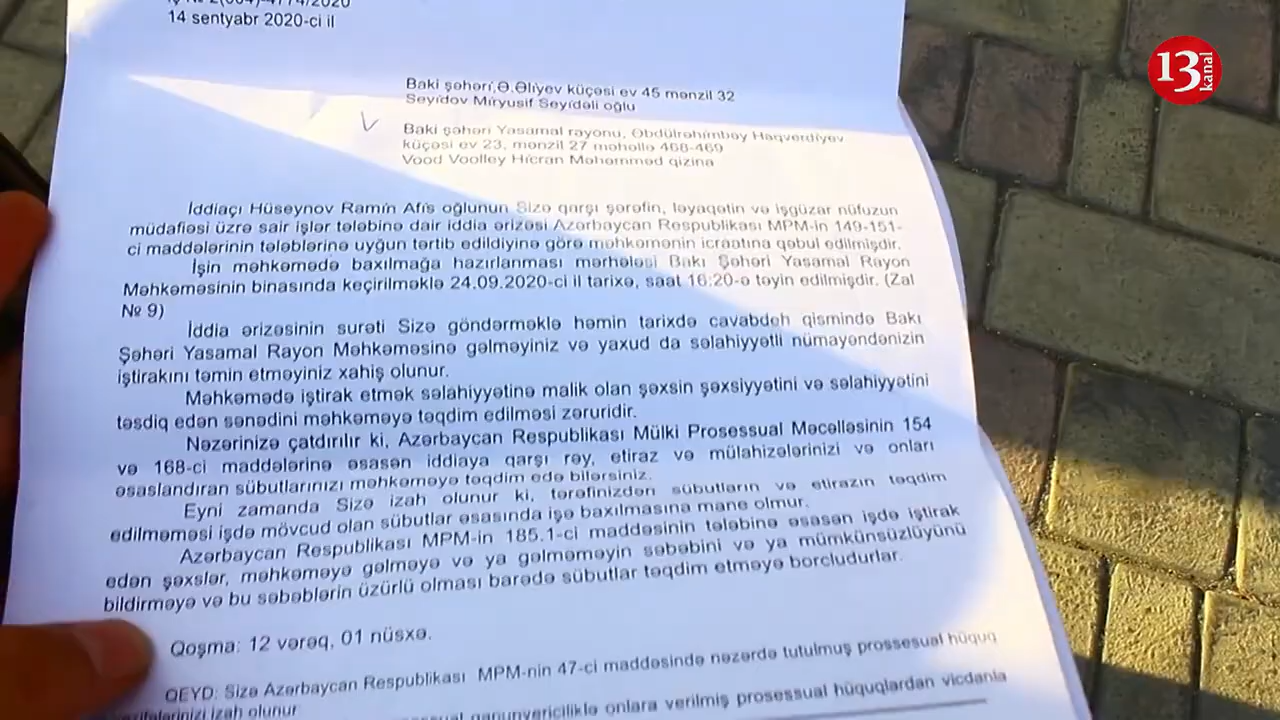 14 sentyabr 2020-ci il
13 kanal
Bakı şəhəri, Ə.Əliyev küçəsi ev 45 mənzil 32
Seyidov Miryusif Seyidəli oğlu
Bakı şəhəri Yasamal rayonu, Əbdülrəhimbəy Haqverdiyev
küçəsi ev 23, mənzil 27 məhəllə 468-469
Vood Voolley Hicran Məhəmməd qizina
İddiaçı Hüseynov Ramin Afis oğlunun Sizə qarşı şərəfin, ləyaqətin və işgüzar nüfuzun
müdafiəsi üzrə sair işlər tələbinə dair iddia ərizəsi Azərbaycan Respublikası MPM-in 149-151-
ci maddələrinin tələblərinə uyğun tərtib edildiyinə görə məhkəmənin icraatına qəbul edilmişdir.
İşin məhkəmədə baxılmağa hazırlanması mərhələsi Bakı Şəhəri Yasamal Rayon
Məhkəməsinin binasında keçirilməklə 24.09.2020-ci il tarixə, saat 16:20-ə təyin edilmişdir. (Zal
№ 9)
İddia ərizəsinin surəti Sizə göndərməklə həmin tarixdə cavabdeh qismində Bakı
Şəhəri Yasamal Rayon Məhkəməsinə gəlməyiniz və yaxud da səlahiyyətli nümayəndənizin
iştirakını təmin etməyiniz xahiş olunur.
Məhkəmədə iştirak etmək səlahiyyətinə malik olan şəxsin şəxsiyyətini və səlahiyyətini
təsdiq edən sənədini məhkəməyə təqdim edilməsi zəruridir.
Nəzərinizə çatdırılır ki, Azərbaycan Respublikası Mülki Prosessual Məcəlləsinin 154
və 168-ci maddələrinə əsasən iddiaya qarşı rəy, etiraz və mülahizələrinizi və onları
əsaslandıran sübutlarınızı məhkəməyə təqdim edə bilərsiniz.
Eyni zamanda Sizə izah olunur ki, tərəfinizdən sübutların və etirazın təqdim
edilməməsi işdə mövcud olan sübutlar əsasında işə baxılmasına mane olmur.
Azərbaycan Respublikası MPM-in 185.1-ci maddəsinin tələbinə əsasən işdə iştirak
edən şəxslər, məhkəməyə gəlməyə və ya gəlməməyin səbəbini və ya mümkünsüzlüyünü
bildirməyə və bu səbəblərin üzürlü olması barədə sübutlar təqdim etməyə borcludurlar.
Qoşma: 12 vərəq, 01 nüsxə.
QEYD: Sizə Azərbaycan Respublikası MPM-nin 47-ci maddəsində nəzərdə tutulmuş prossesual hüquq
izah olunur
qanunvericiliklə onlara verilmiş prosessual hüquqlardan vicdanla